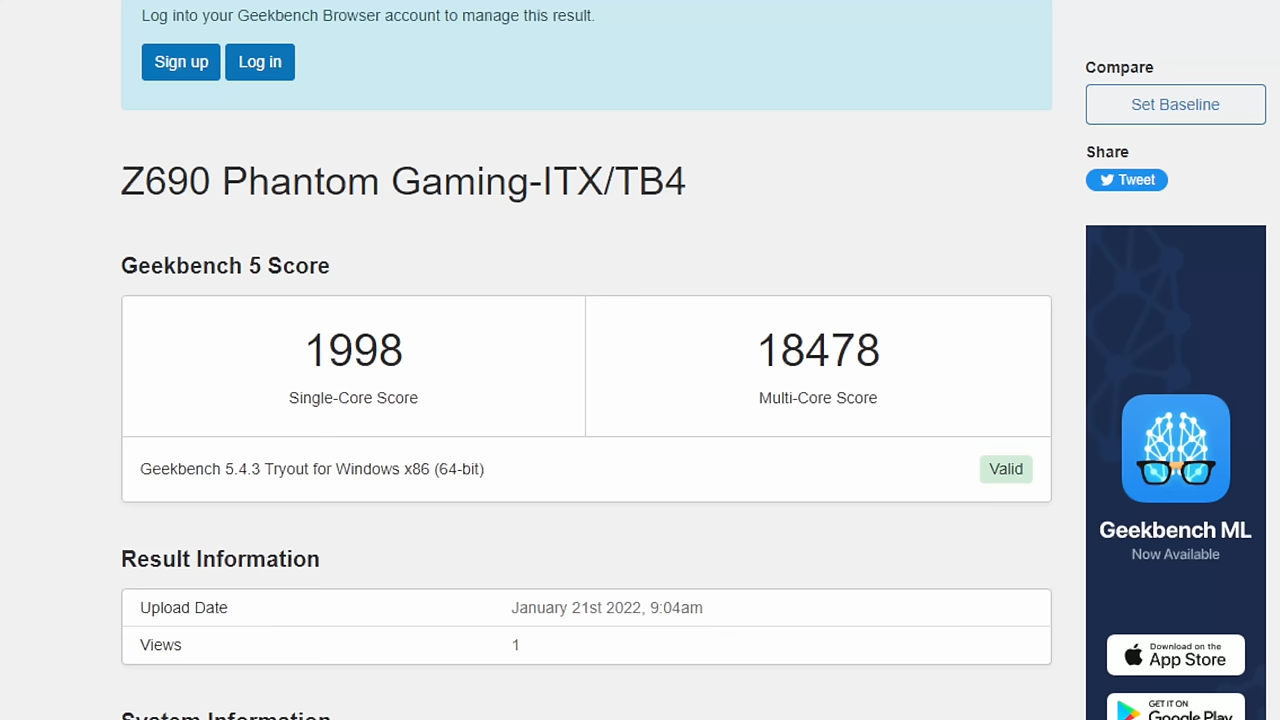 Log into your Geekbench Browser account to manage this result.
Sign up Log in
Compare
Set Baseline
Share
Tweet
Z690 Phantom Gaming-ITX/TB4
Geekbench 5 Score
1998 18478
Single-Core Score Multi-Core Score
Geekbench 5.4.3 Tryout for Windows x86 (64-bit) Valid
Result Information
Upload Date January 21st 2022, 9:04am
Views 1
System Information
Geekbench ML
Now Available
Download on the
App Store
GET IT ON
Google Play